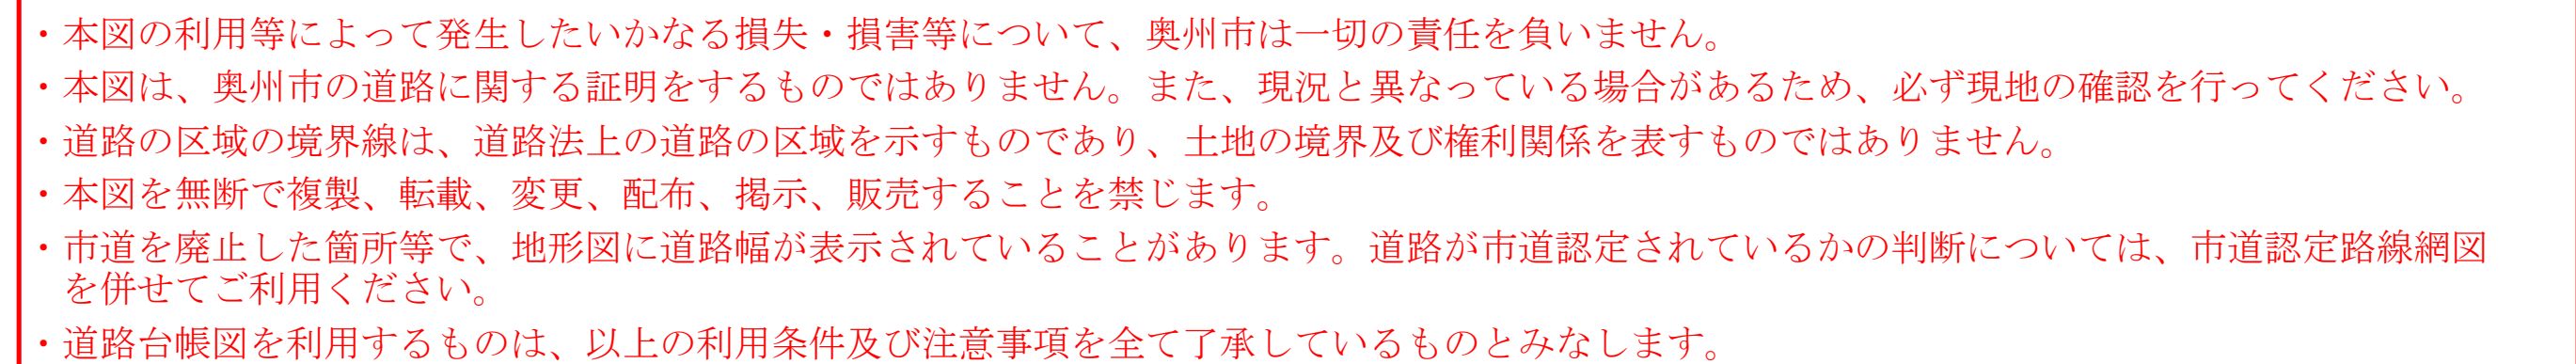 ・本図の利用等によって発生したいかなる損失・損害等について、奥州市は一切の責任を負いません。
・本図は、奥州市の道路に関する証明をするものではありません。また、現況と異なっている場合があるため、必ず現地の確認を行ってください。
・道路の区域の境界線は、道路法上の道路の区域を示すものであり、土地の境界及び権利関係を表すものではありません。
・本図を無断で複製、転載、変更、配布、掲示、販売することを禁じます。
・市道を廃止した箇所等で、地形図に道路幅が表示されていることがあります。道路が市道認定されているかの判断については、市道認定路線網図
を併せてご利用ください。
・道路台帳図を利用するものは、以上の利用条件及び注意事項を全て了承しているものとみなします。